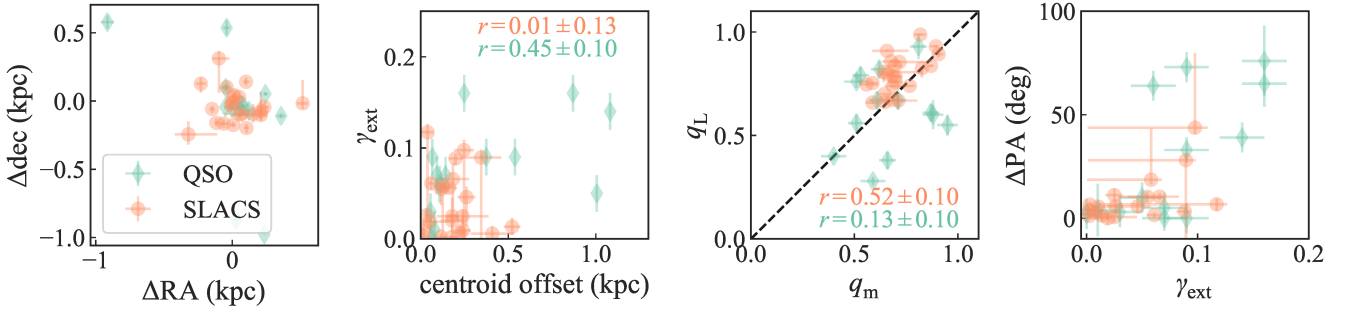 0.5
0.0
−0.5
−1.0
Δdec (kpc)
−1
0
ΔRA (kpc)
QSO
SLACS
r = 0.01 ± 0.13
r = 0.45 ± 0.10
0.2
0.1
0.0
γext
0.0
0.5
1.0
centroid offset (kpc)
1.0
0.5
0.0
qL
r = 0.52 ± 0.10
r = 0.13 ± 0.10
0.0
0.5
1.0
qm
100
50
0
ΔPA (deg)
0.0
0.1
0.2
γext